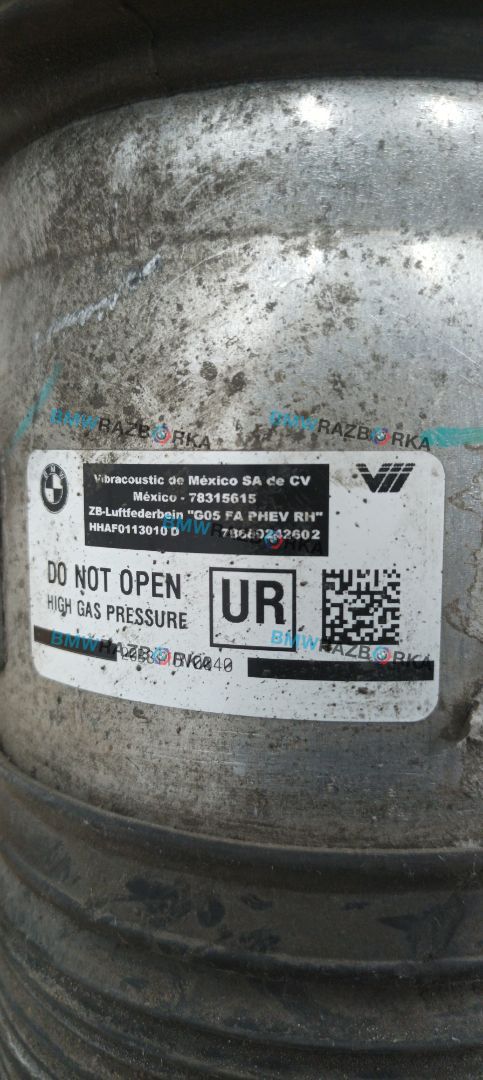 BMWRAZBORKA
BMWRAZBORKA
Vibracoustic de México SA de CV
México - 78315615
ZB-Luftfederbein "G05 FA PHEV RH"
HHAF0113010 D
BMWRAZBORKA
DO NOT OPEN
HIGH GAS PRESSURE
UR
BMWRAZBORKA
BMWRAZBORKA